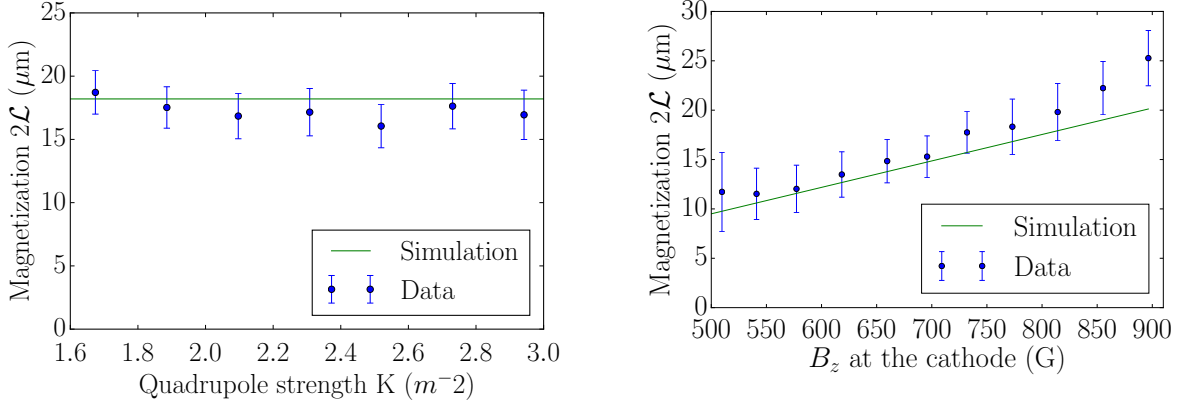 Magnetization 2𝓛 (μm)
25
20
15
10
5
0
Simulation
Data
1.6 1.8 2.0 2.2 2.4 2.6 2.8 3.0
Quadrupole strength K (m⁻2)
Magnetization 2𝓛 (μm)
30
25
20
15
10
5
0
Simulation
Data
500 550 600 650 700 750 800 850 900
B_z at the cathode (G)